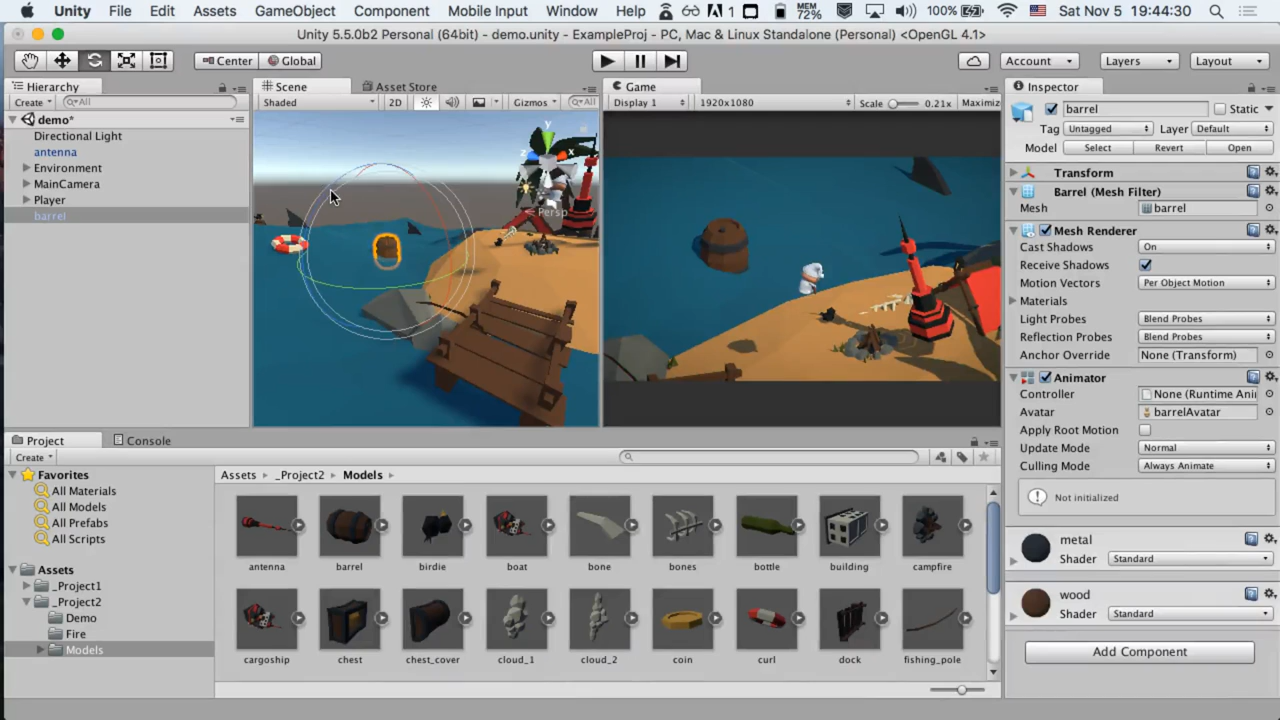 Unity File Edit Assets GameObject Component Mobile Input Window Help 1 MEM 72% 100% Sat Nov 5 19:44:30
Unity 5.5.0b2 Personal (64bit) - demo.unity - ExampleProj - PC, Mac & Linux Standalone (Personal) <OpenGL 4.1>
Center Global Account Layers Layout
Hierarchy
Create All
demo*
Directional Light
antenna
Environment
MainCamera
Player
barrel
Scene Asset Store
Shaded 2D Gizmos All
y
x
z
Persp
Game
Display 1 1920x1080 Scale 0.21x Maximiz
Inspector
barrel Static
Tag Untagged Layer Default
Model Select Revert Open
Transform
Barrel (Mesh Filter)
Mesh barrel
Mesh Renderer
Cast Shadows On
Receive Shadows
Motion Vectors Per Object Motion
Materials
Light Probes Blend Probes
Reflection Probes Blend Probes
Anchor Override None (Transform)
Animator
Controller None (Runtime Ani
Avatar barrelAvatar
Apply Root Motion
Update Mode Normal
Culling Mode Always Animate
Not initialized
metal
Shader Standard
wood
Shader Standard
Add Component
Project Console
Create
Favorites
All Materials
All Models
All Prefabs
All Scripts
Assets
_Project1
_Project2
Demo
Fire
Models
Assets _Project2 Models
antenna barrel birdie boat bone bones bottle building campfire
cargoship chest chest_cover cloud_1 cloud_2 coin curl dock fishing_pole